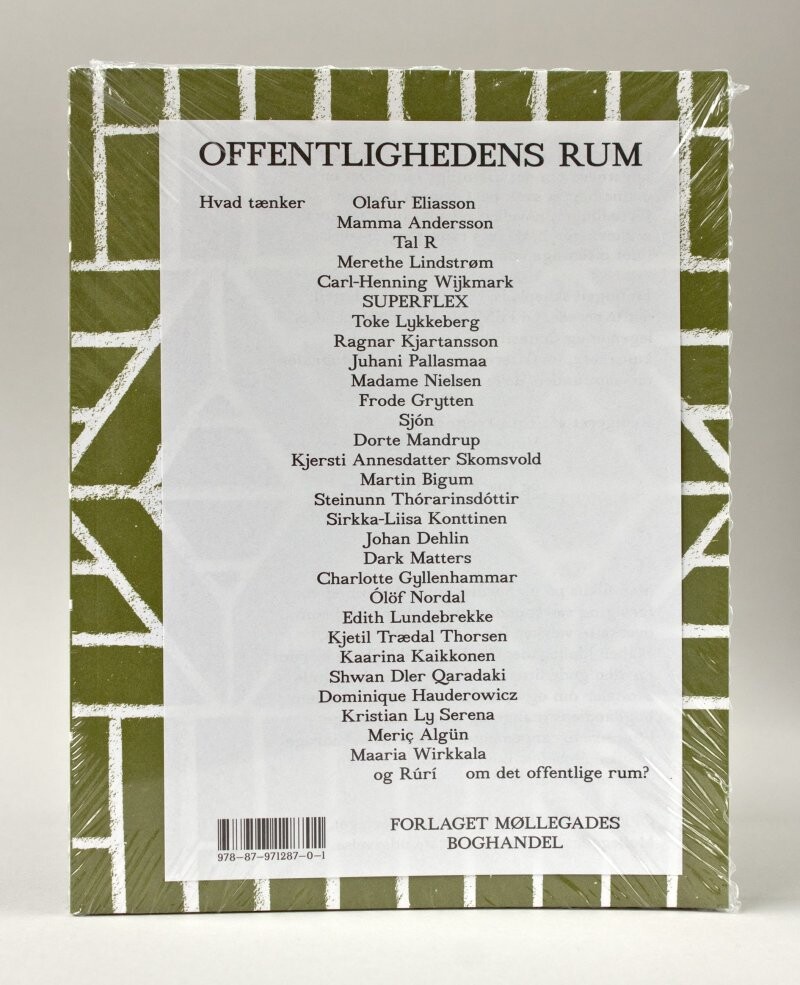 OFFENTLIGHEDENS RUM
Hvad tænker Olafur Eliasson
Mamma Andersson
Tal R
Merethe Lindstrøm
Carl-Henning Wijkmark
SUPERFLEX
Toke Lykkeberg
Ragnar Kjartansson
Juhani Pallasmaa
Madame Nielsen
Frode Grytten
Sjón
Dorte Mandrup
Kjersti Annesdatter Skomsvold
Martin Bigum
Steinunn Thórarinsdóttir
Sirkka-Liisa Konttinen
Johan Dehlin
Dark Matters
Charlotte Gyllenhammar
Ólöf Nordal
Edith Lundebrekke
Kjetil Trædal Thorsen
Kaarina Kaikkonen
Shwan Dler Qaradaki
Dominique Hauderowicz
Kristian Ly Serena
Meriç Algün
Maaria Wirkkala
og Rúrí om det offentlige rum?
FORLAGET MØLLEGADES
BOGHANDEL
978-87-971287-0-1